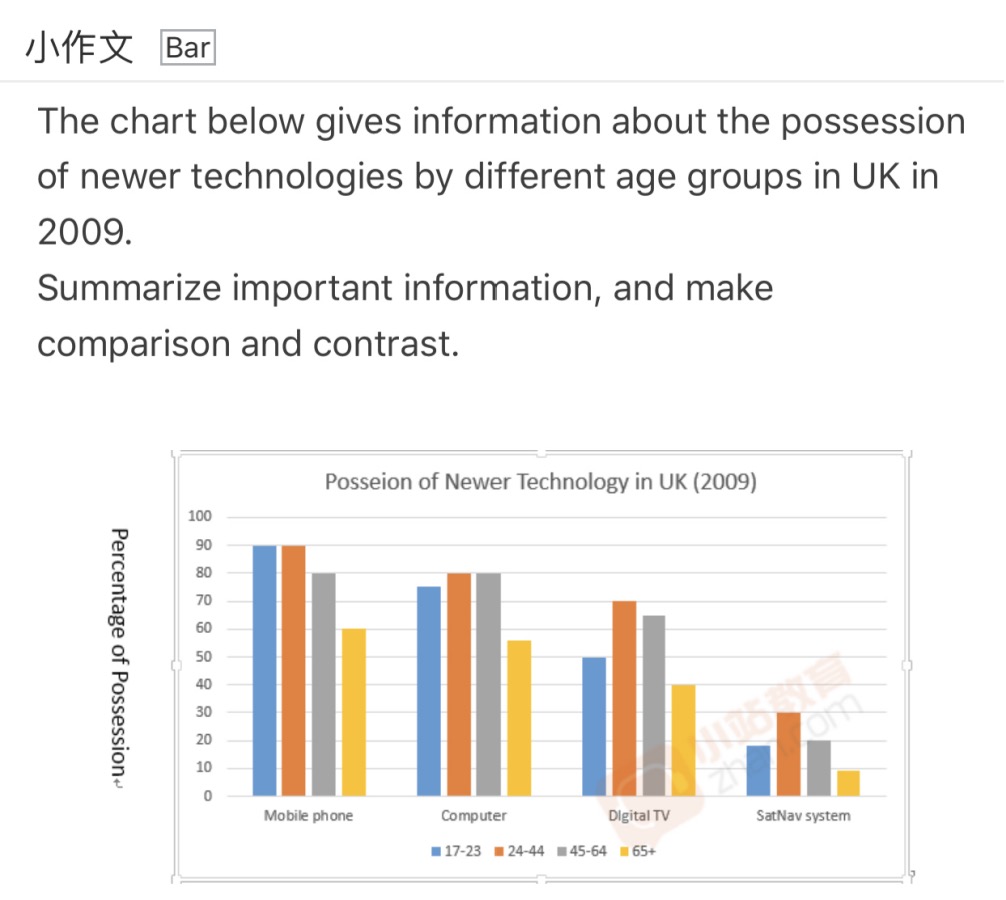 小作文 Bar
The chart below gives information about the possession
of newer technologies by different age groups in UK in
2009.
Summarize important information, and make
comparison and contrast.
Posseion of Newer Technology in UK (2009)
Percentage of Possession
100
90
80
70
60
50
40
30
20
10
0
Mobile phone Computer DIgital TV SatNav system
17-23 24-44 45-64 65+
小站教育
zhan.com